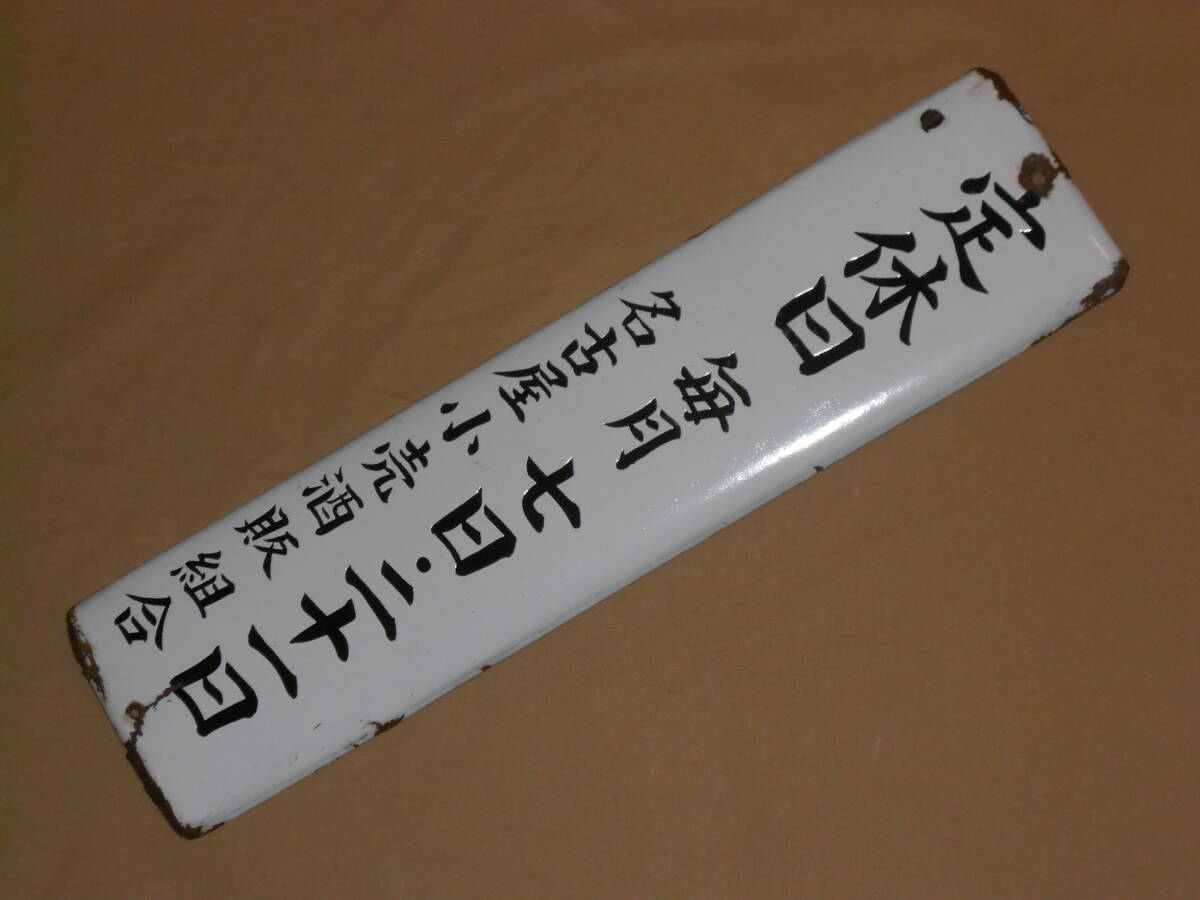 定休日 毎月七日・二十一日
名古屋小売酒販組合